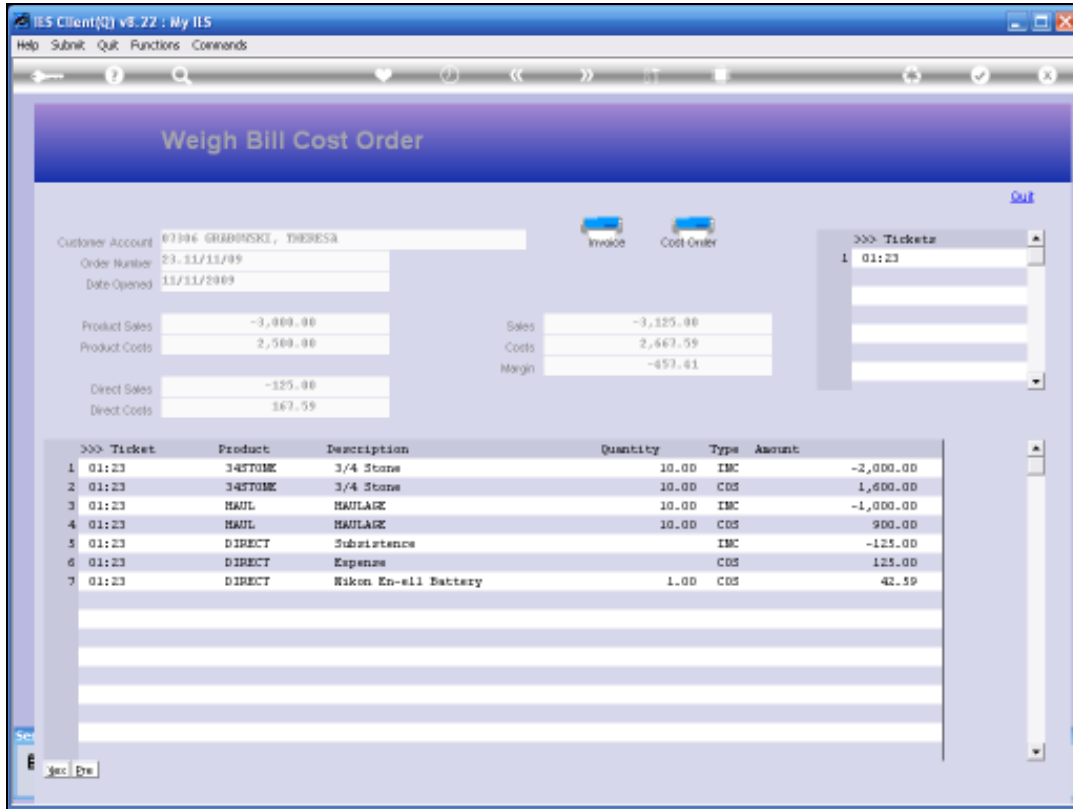 IES Client(Q) v8.22 : My IES
Help Submit Quit Functions Commands
Weigh Bill Cost Order
Quit
Invoice Cost Order
Customer Account 07306 GRABOWSKI, THERESA
Order Number 23.11/11/09
Date Opened 11/11/2009
>>> Tickets
1 01:23
Product Sales -3,000.00
Product Costs 2,500.00
Sales -3,125.00
Costs 2,667.59
Margin -457.41
Direct Sales -125.00
Direct Costs 167.59
>>> Ticket Product Description Quantity Type Amount
1 01:23 34STONE 3/4 Stone 10.00 INC -2,000.00
2 01:23 34STONE 3/4 Stone 10.00 COS 1,600.00
3 01:23 HAUL HAULAGE 10.00 INC -1,000.00
4 01:23 HAUL HAULAGE 10.00 COS 900.00
5 01:23 DIRECT Subsistence INC -125.00
6 01:23 DIRECT Expense COS 125.00
7 01:23 DIRECT Nikon En-el1 Battery 1.00 COS 42.59
Nex Pre